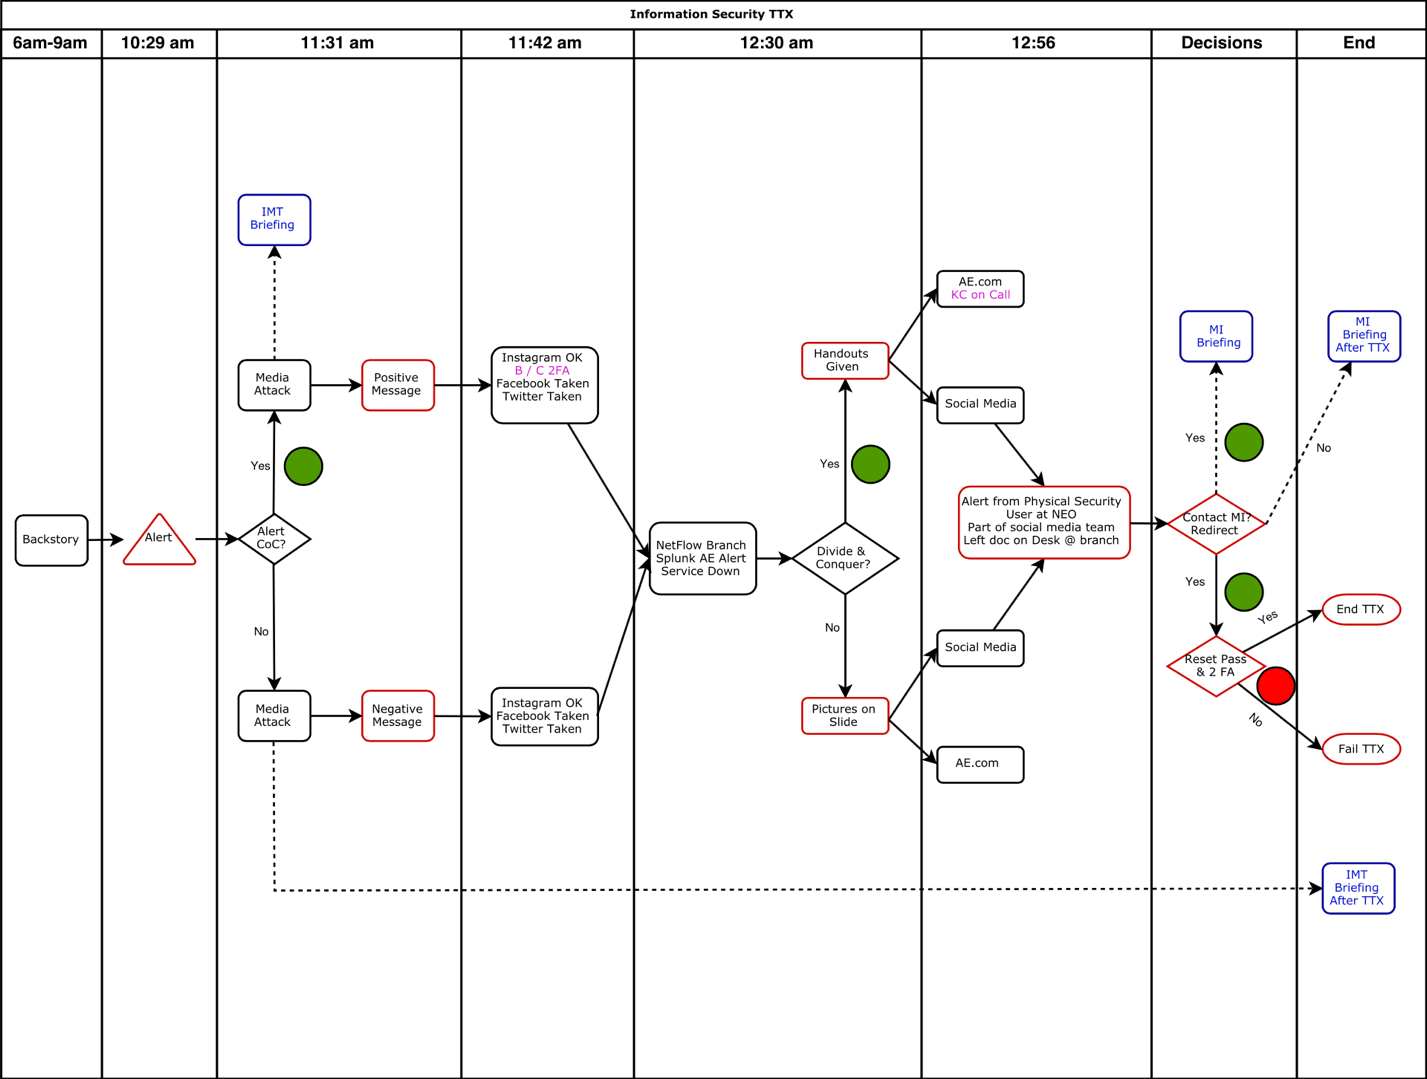 Information Security TTX
6am-9am
10:29 am
11:31 am
11:42 am
12:30 am
12:56
Decisions
End
Backstory
Alert
Alert
CoC?
Yes
No
IMT
Briefing
Media
Attack
Positive
Message
Media
Attack
Negative
Message
Instagram OK
B / C 2FA
Facebook Taken
Twitter Taken
Instagram OK
Facebook Taken
Twitter Taken
NetFlow Branch
Splunk AE Alert
Service Down
Divide &
Conquer?
Yes
No
Handouts
Given
Pictures on
Slide
AE.com
KC on Call
Social Media
Alert from Physical Security
User at NEO
Part of social media team
Left doc on Desk @ branch
Social Media
AE.com
MI
Briefing
Yes
Contact MI?
Redirect
No
Yes
Reset Pass
& 2 FA
Yes
No
MI
Briefing
After TTX
End TTX
Fail TTX
IMT
Briefing
After TTX